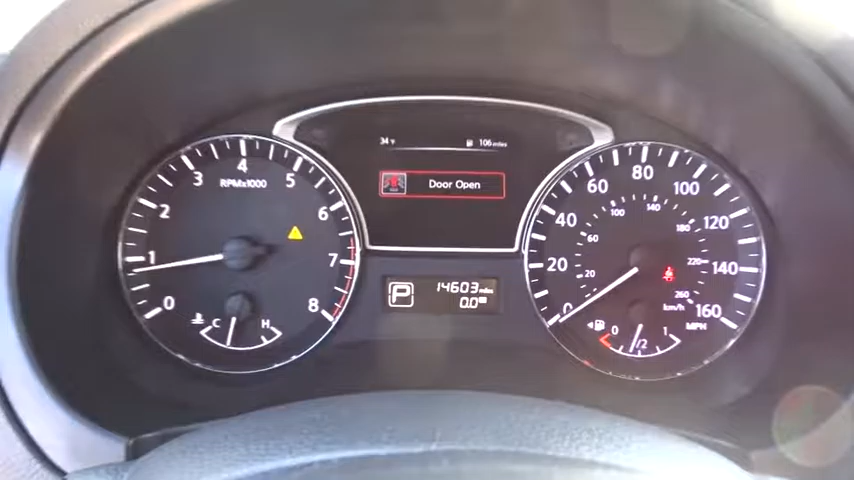 34°F 106 miles
Door Open
RPMx1000
0 1 2 3 4 5 6 7 8
C H
P
14603 miles
0.0
0 20 40 60 80 100 120 140 160
20 60 100 140 180 220 260
km/h
MPH
0 1/2 1